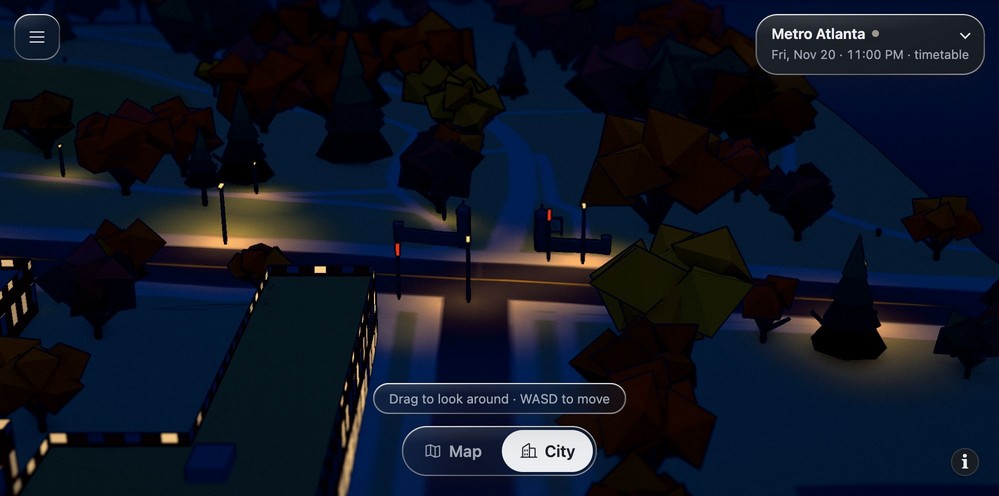 Metro Atlanta
Fri, Nov 20 · 11:00 PM · timetable
Drag to look around · WASD to move
Map
City
i